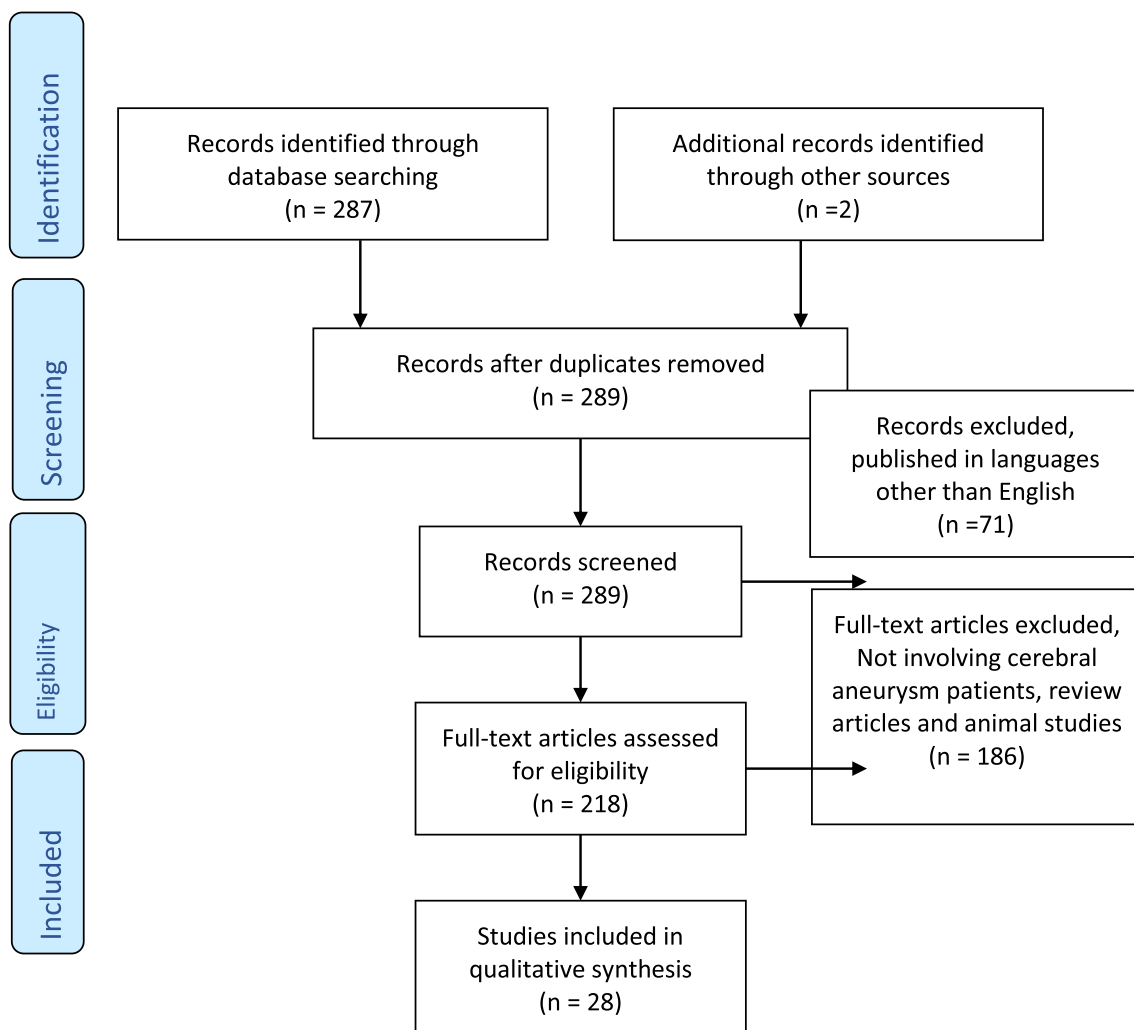 Identification
Records identified through
database searching
(n = 287)
Additional records identified
through other sources
(n =2)
Screening
Records after duplicates removed
(n = 289)
Records excluded,
published in languages
other than English
(n =71)
Records screened
(n = 289)
Eligibility
Full-text articles excluded,
Not involving cerebral
aneurysm patients, review
articles and animal studies
(n = 186)
Full-text articles assessed
for eligibility
(n = 218)
Included
Studies included in
qualitative synthesis
(n = 28)